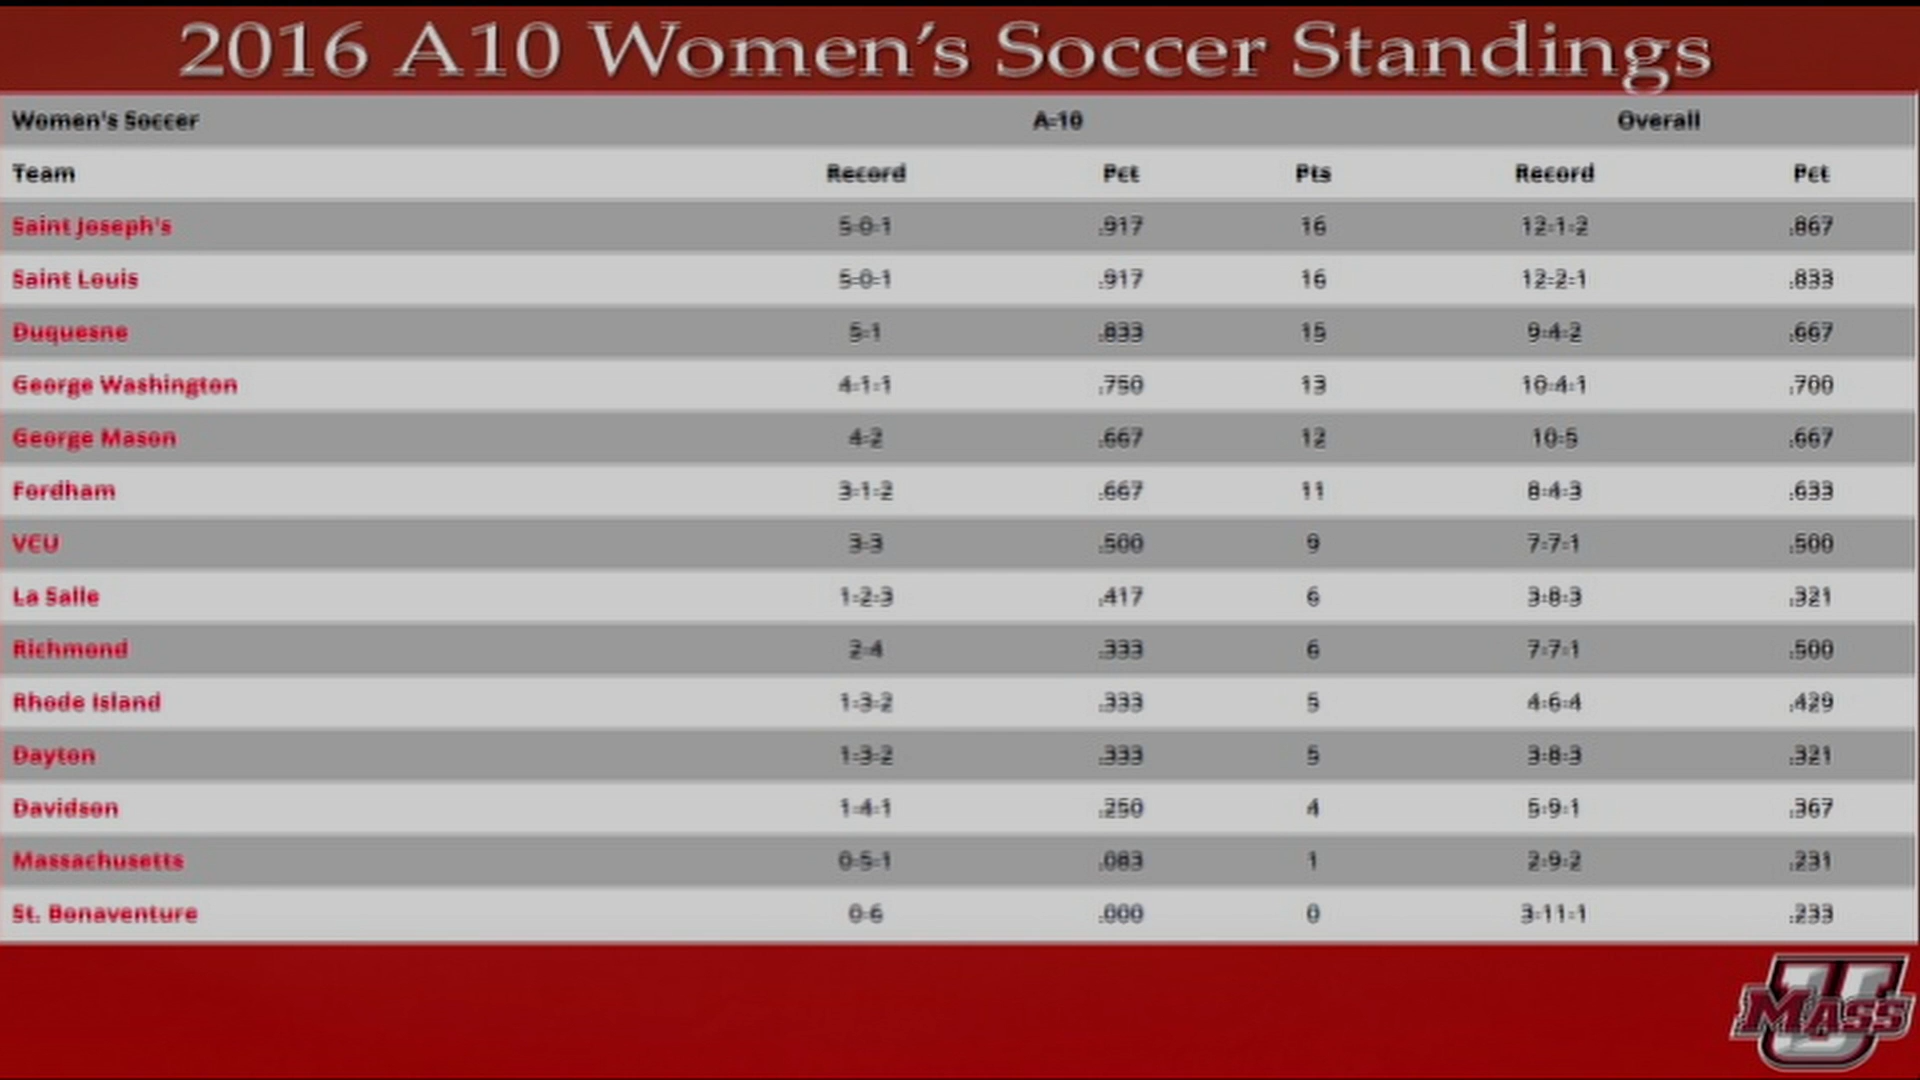 2016 A10 Women's Soccer Standings
Women's Soccer A-10 Overall
Team Record Pct Pts Record Pct
Saint Joseph's 5-0-1 .917 16 12-1-2 .867
Saint Louis 5-0-1 .917 16 12-2-1 .833
Duquesne 5-1 .833 15 9-4-2 .667
George Washington 4-1-1 .750 13 10-4-1 .700
George Mason 4-2 .667 12 10-5 .667
Fordham 3-1-2 .667 11 8-4-3 .633
VCU 3-3 .500 9 7-7-1 .500
La Salle 1-2-3 .417 6 3-8-3 .321
Richmond 2-4 .333 6 7-7-1 .500
Rhode Island 1-3-2 .333 5 4-6-4 .429
Dayton 1-3-2 .333 5 3-8-3 .321
Davidson 1-4-1 .250 4 5-9-1 .367
Massachusetts 0-5-1 .083 1 2-9-2 .231
St. Bonaventure 0-6 .000 0 3-11-1 .233
UMASS